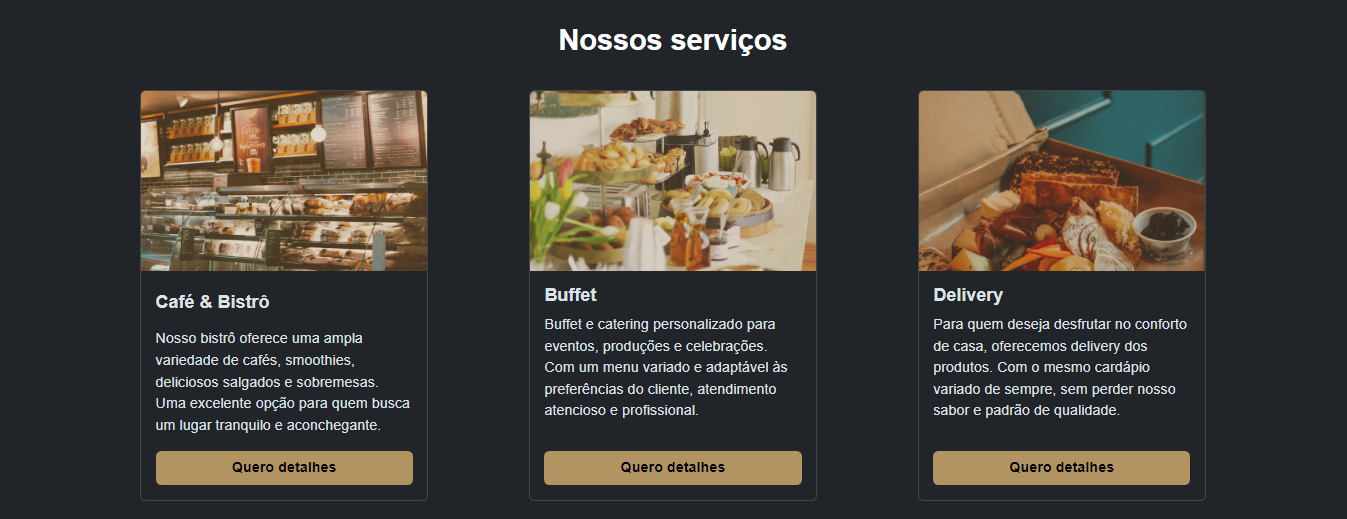 Nossos serviços
Café & Bistrô
Nosso bistrô oferece uma ampla
variedade de cafés, smoothies,
deliciosos salgados e sobremesas.
Uma excelente opção para quem busca
um lugar tranquilo e aconchegante.
Quero detalhes
Buffet
Buffet e catering personalizado para
eventos, produções e celebrações.
Com um menu variado e adaptável às
preferências do cliente, atendimento
atencioso e profissional.
Quero detalhes
Delivery
Para quem deseja desfrutar no conforto
de casa, oferecemos delivery dos
produtos. Com o mesmo cardápio
variado de sempre, sem perder nosso
sabor e padrão de qualidade.
Quero detalhes